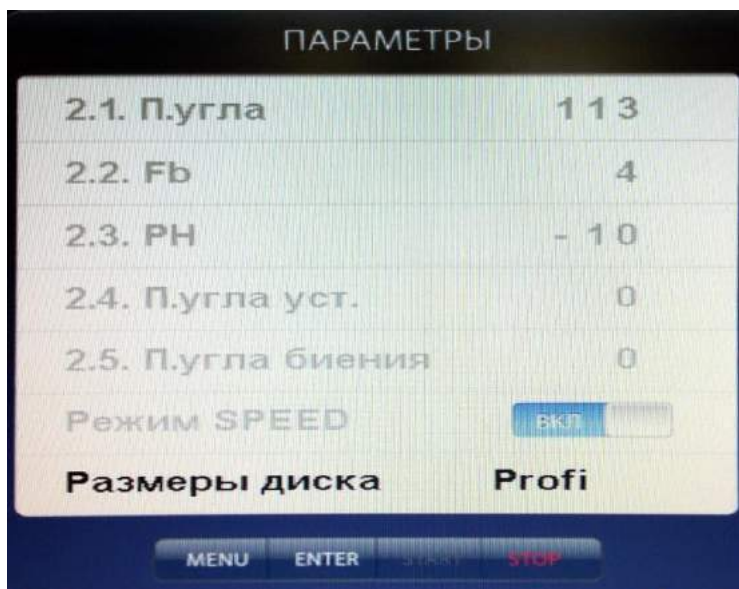 ПАРАМЕТРЫ
2.1. П.угла 113
2.2. Fb 4
2.3. PH - 10
2.4. П.угла уст. 0
2.5. П.угла биения 0
Режим SPEED ВКЛ
Размеры диска Profi
MENU ENTER START STOP